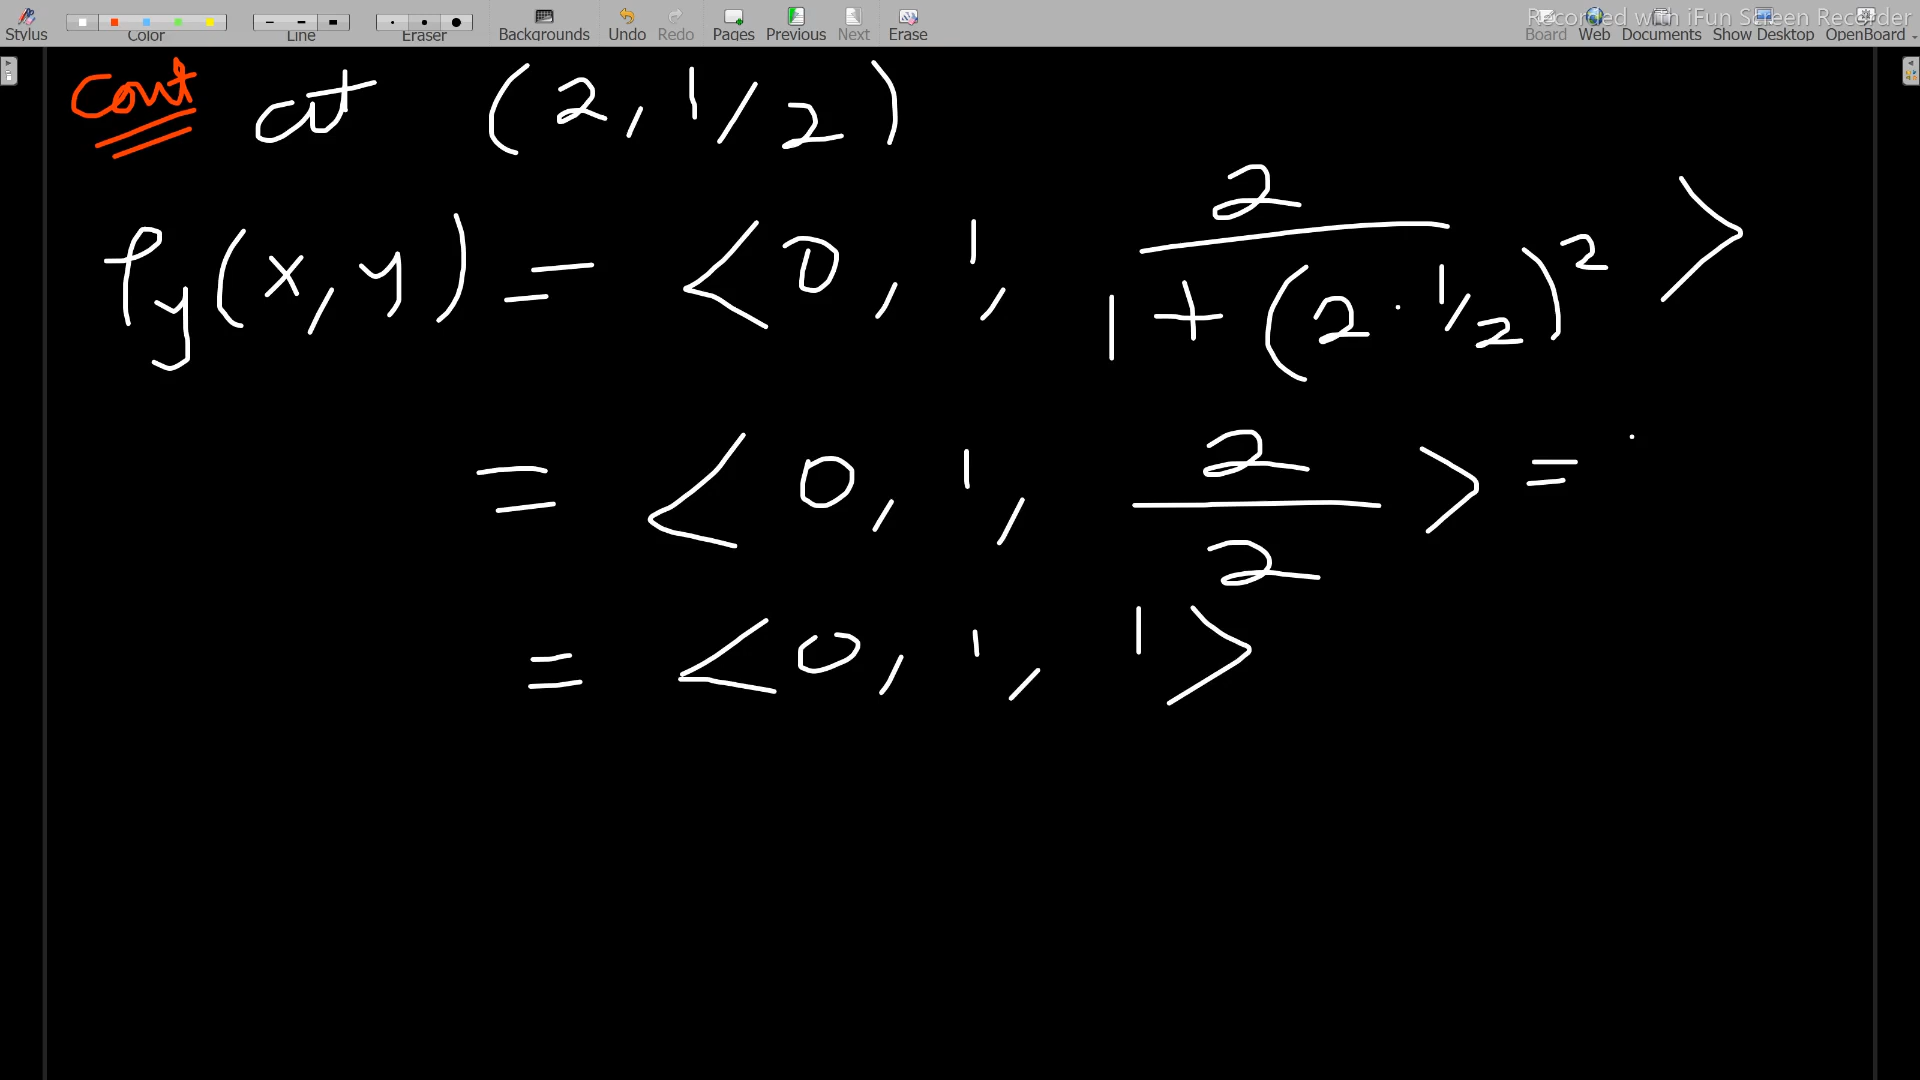 Recorded with iFun Screen Recorder
Stylus Color Line Eraser Backgrounds Undo Redo Pages Previous Next Erase Board Web Documents Show Desktop OpenBoard
Cont at (2, 1/2)
P_y(x, y) = <0, 1, 2/(1 + (2 · 1/2)^2)>
= <0, 1, 2/2> =
= <0, 1, 1>